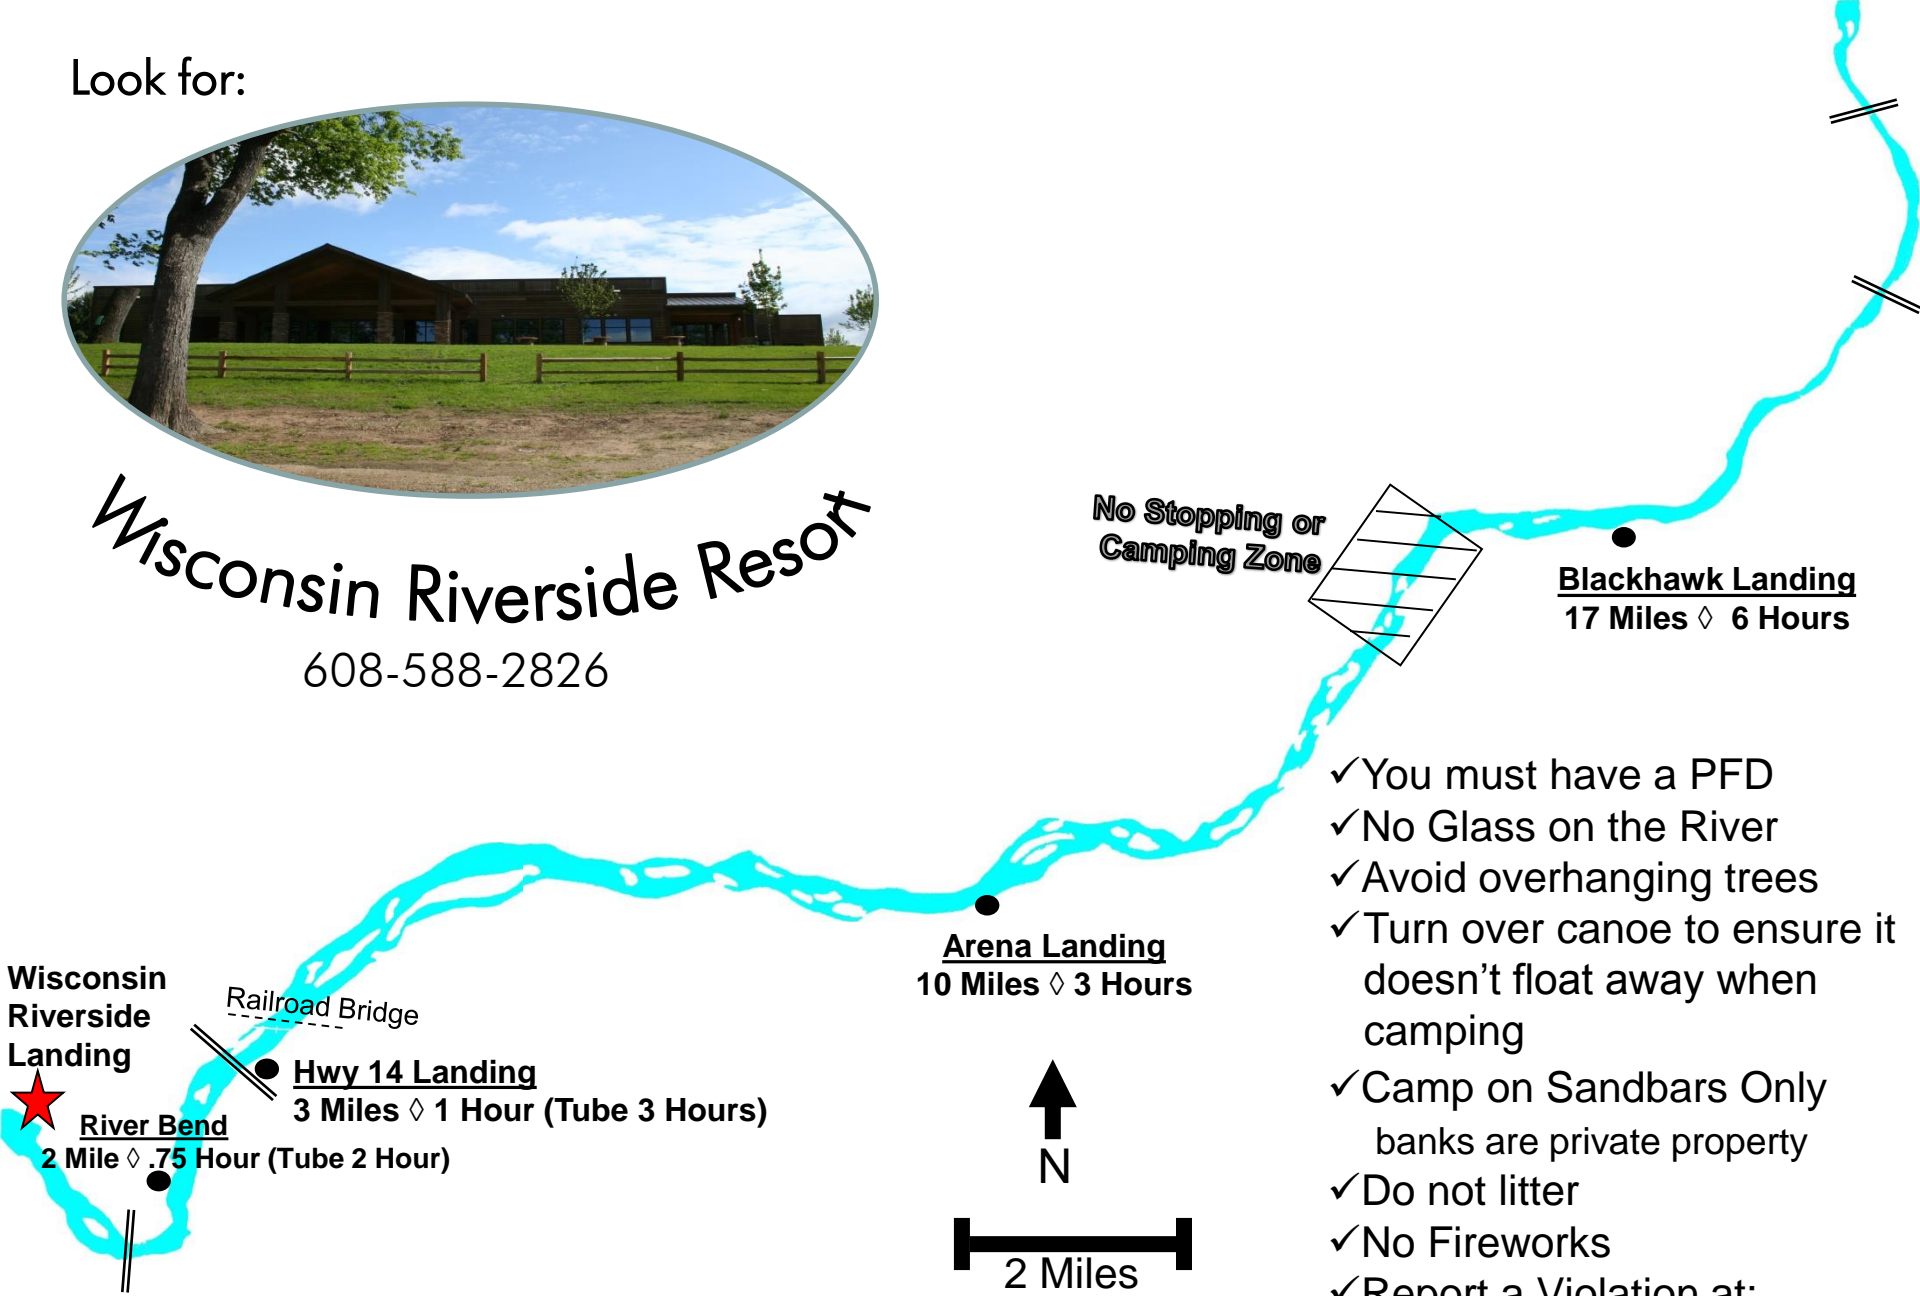 Look for:
Wisconsin Riverside Resort
608-588-2826
No Stopping or
Camping Zone
Blackhawk Landing
17 Miles ◊ 6 Hours
Arena Landing
10 Miles ◊ 3 Hours
Wisconsin
Riverside
Landing
Railroad Bridge
Hwy 14 Landing
3 Miles ◊ 1 Hour (Tube 3 Hours)
River Bend
2 Mile ◊ .75 Hour (Tube 2 Hour)
N
2 Miles
✓You must have a PFD
✓No Glass on the River
✓Avoid overhanging trees
✓Turn over canoe to ensure it
doesn’t float away when
camping
✓Camp on Sandbars Only
banks are private property
✓Do not litter
✓No Fireworks
✓Report a Violation at: